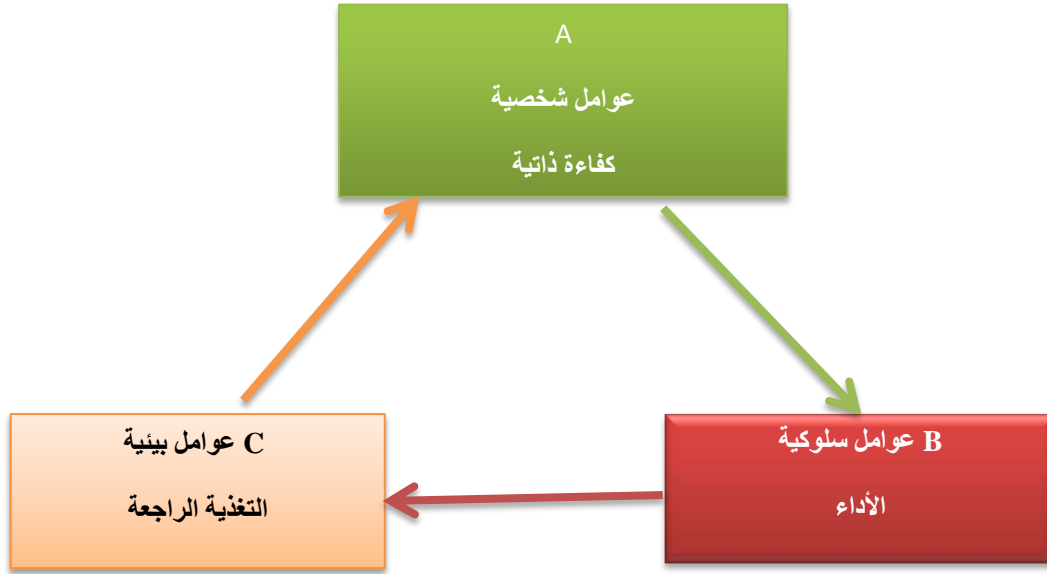 A
عوامل شخصية
كفاءة ذاتية
B عوامل سلوكية
الأداء
C عوامل بيئية
التغذية الراجعة